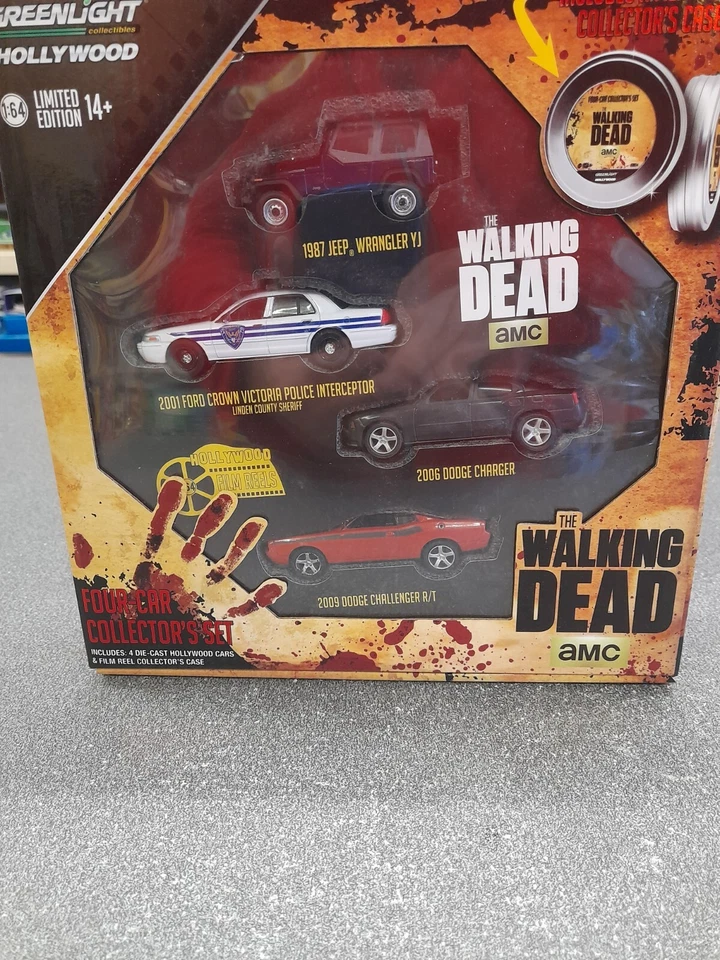 GREENLIGHT
collectibles
HOLLYWOOD
1:64
LIMITED
EDITION
14+
COLLECTOR'S CASE
FOUR-CAR COLLECTOR'S SET
THE
WALKING
DEAD
AMC
GREENLIGHT
HOLLYWOOD
1987 JEEP® WRANGLER YJ
THE
WALKING
DEAD
aMC
2001 FORD CROWN VICTORIA POLICE INTERCEPTOR
LINDEN COUNTY SHERIFF
2006 DODGE CHARGER
HOLLYWOOD
FILM REELS
2009 DODGE CHALLENGER R/T
FOUR-CAR
COLLECTOR'S SET
INCLUDES: 4 DIE-CAST HOLLYWOOD CARS
& FILM REEL COLLECTOR'S CASE
THE
WALKING
DEAD
aMC